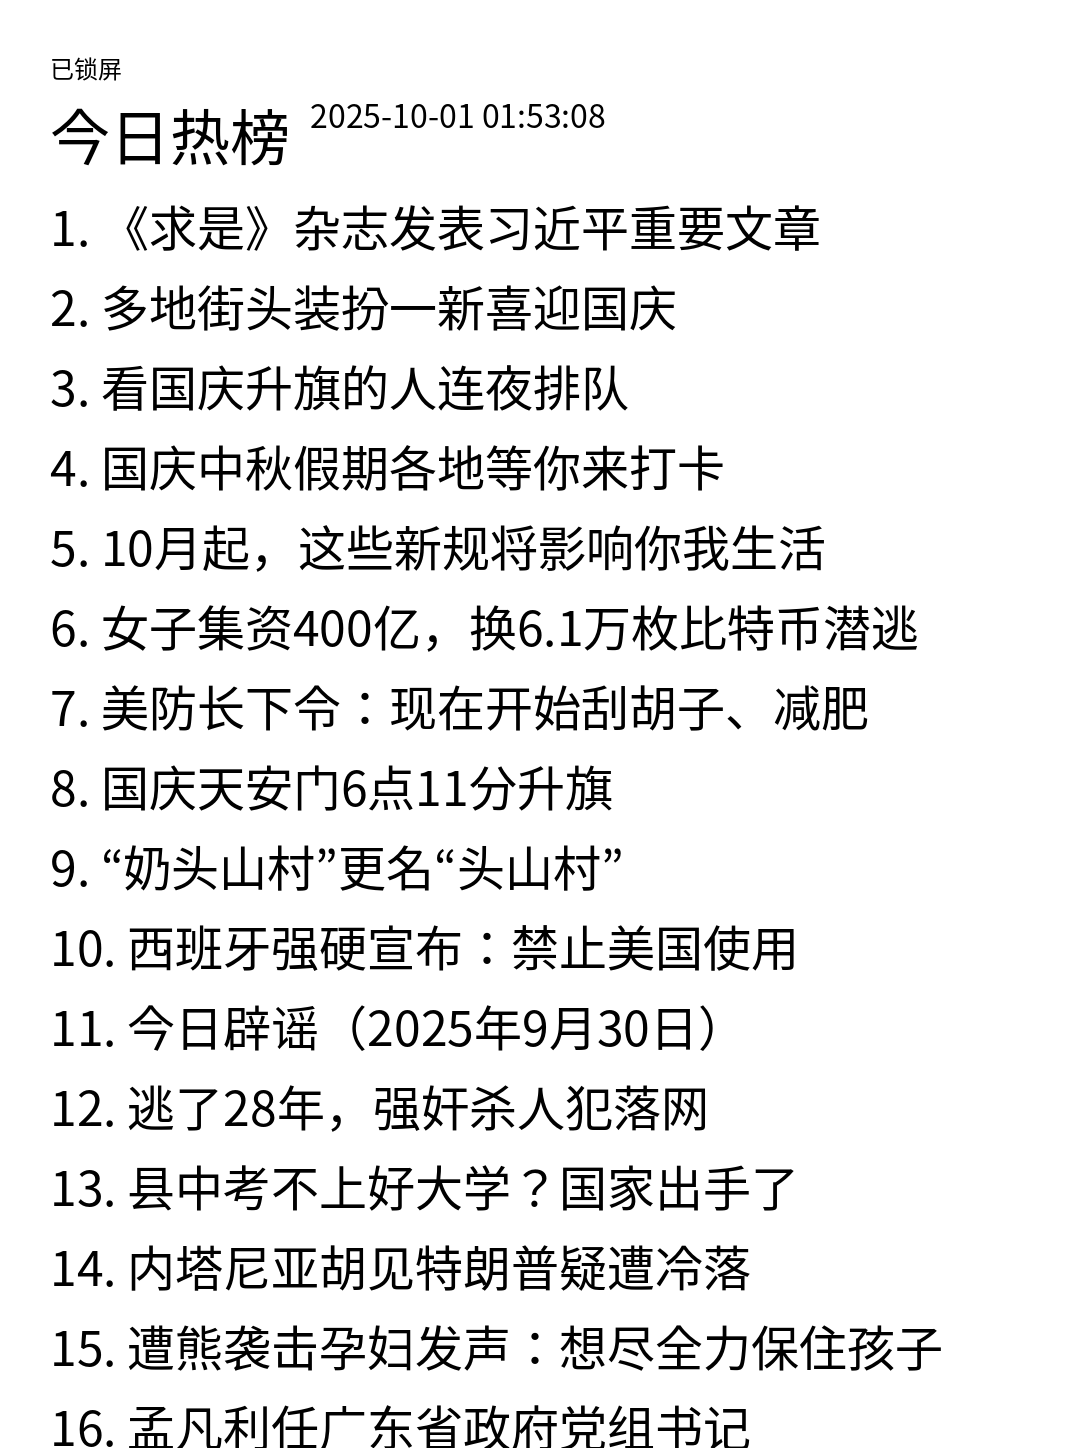 已锁屏
今日热榜 2025-10-01 01:53:08
1. 《求是》杂志发表习近平重要文章
2. 多地街头装扮一新喜迎国庆
3. 看国庆升旗的人连夜排队
4. 国庆中秋假期各地等你来打卡
5. 10月起，这些新规将影响你我生活
6. 女子集资400亿，换6.1万枚比特币潜逃
7. 美防长下令：现在开始刮胡子、减肥
8. 国庆天安门6点11分升旗
9. “奶头山村”更名“头山村”
10. 西班牙强硬宣布：禁止美国使用
11. 今日辟谣（2025年9月30日）
12. 逃了28年，强奸杀人犯落网
13. 县中考不上好大学？国家出手了
14. 内塔尼亚胡见特朗普疑遭冷落
15. 遭熊袭击孕妇发声：想尽全力保住孩子
16. 孟凡利任广东省政府党组书记